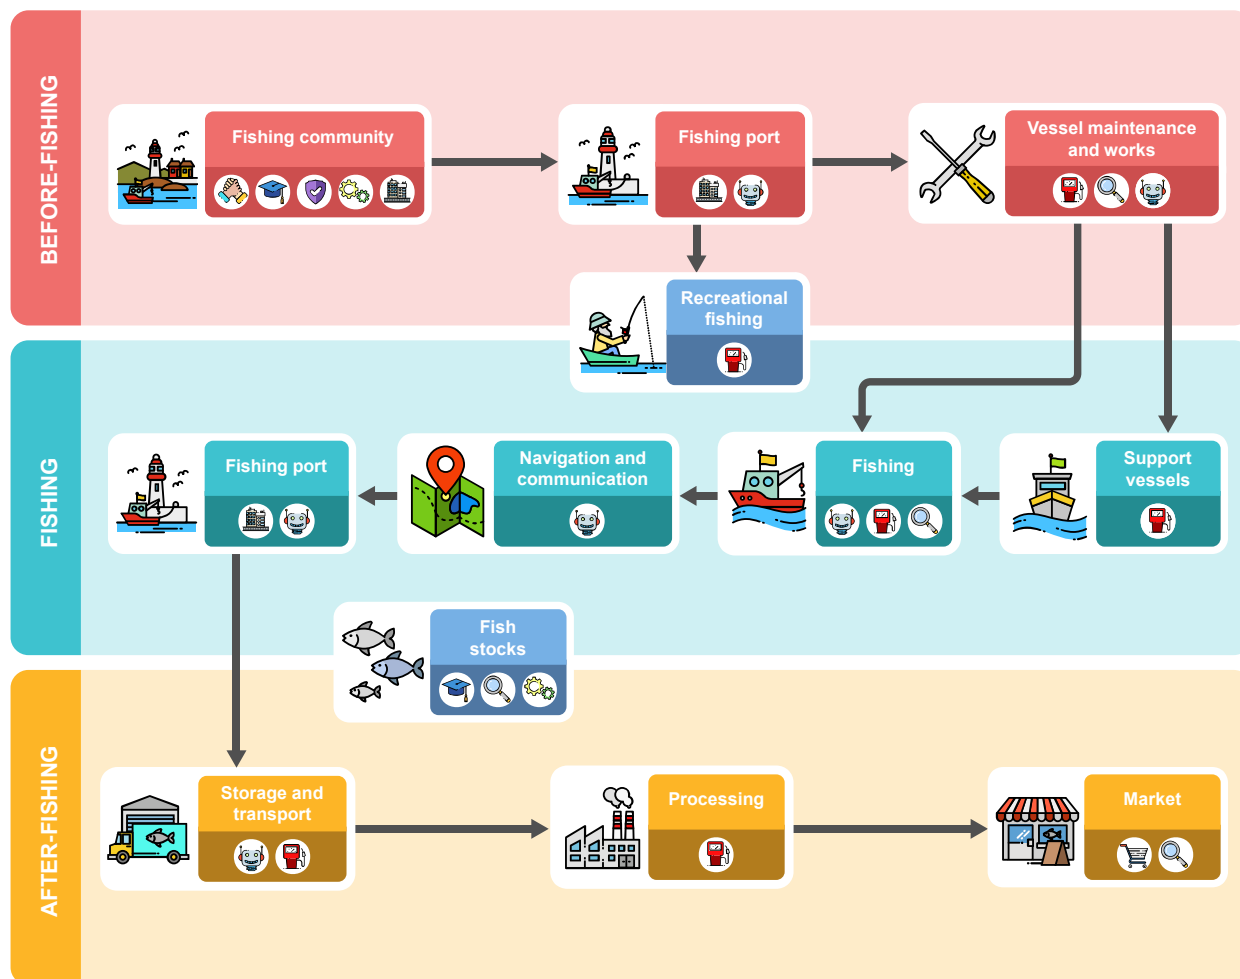 BEFORE-FISHING
Fishing community
Fishing port
Vessel maintenance
and works
Recreational
fishing
FISHING
Fishing port
Navigation and
communication
Fishing
Support
vessels
Fish
stocks
AFTER-FISHING
Storage and
transport
Processing
Market